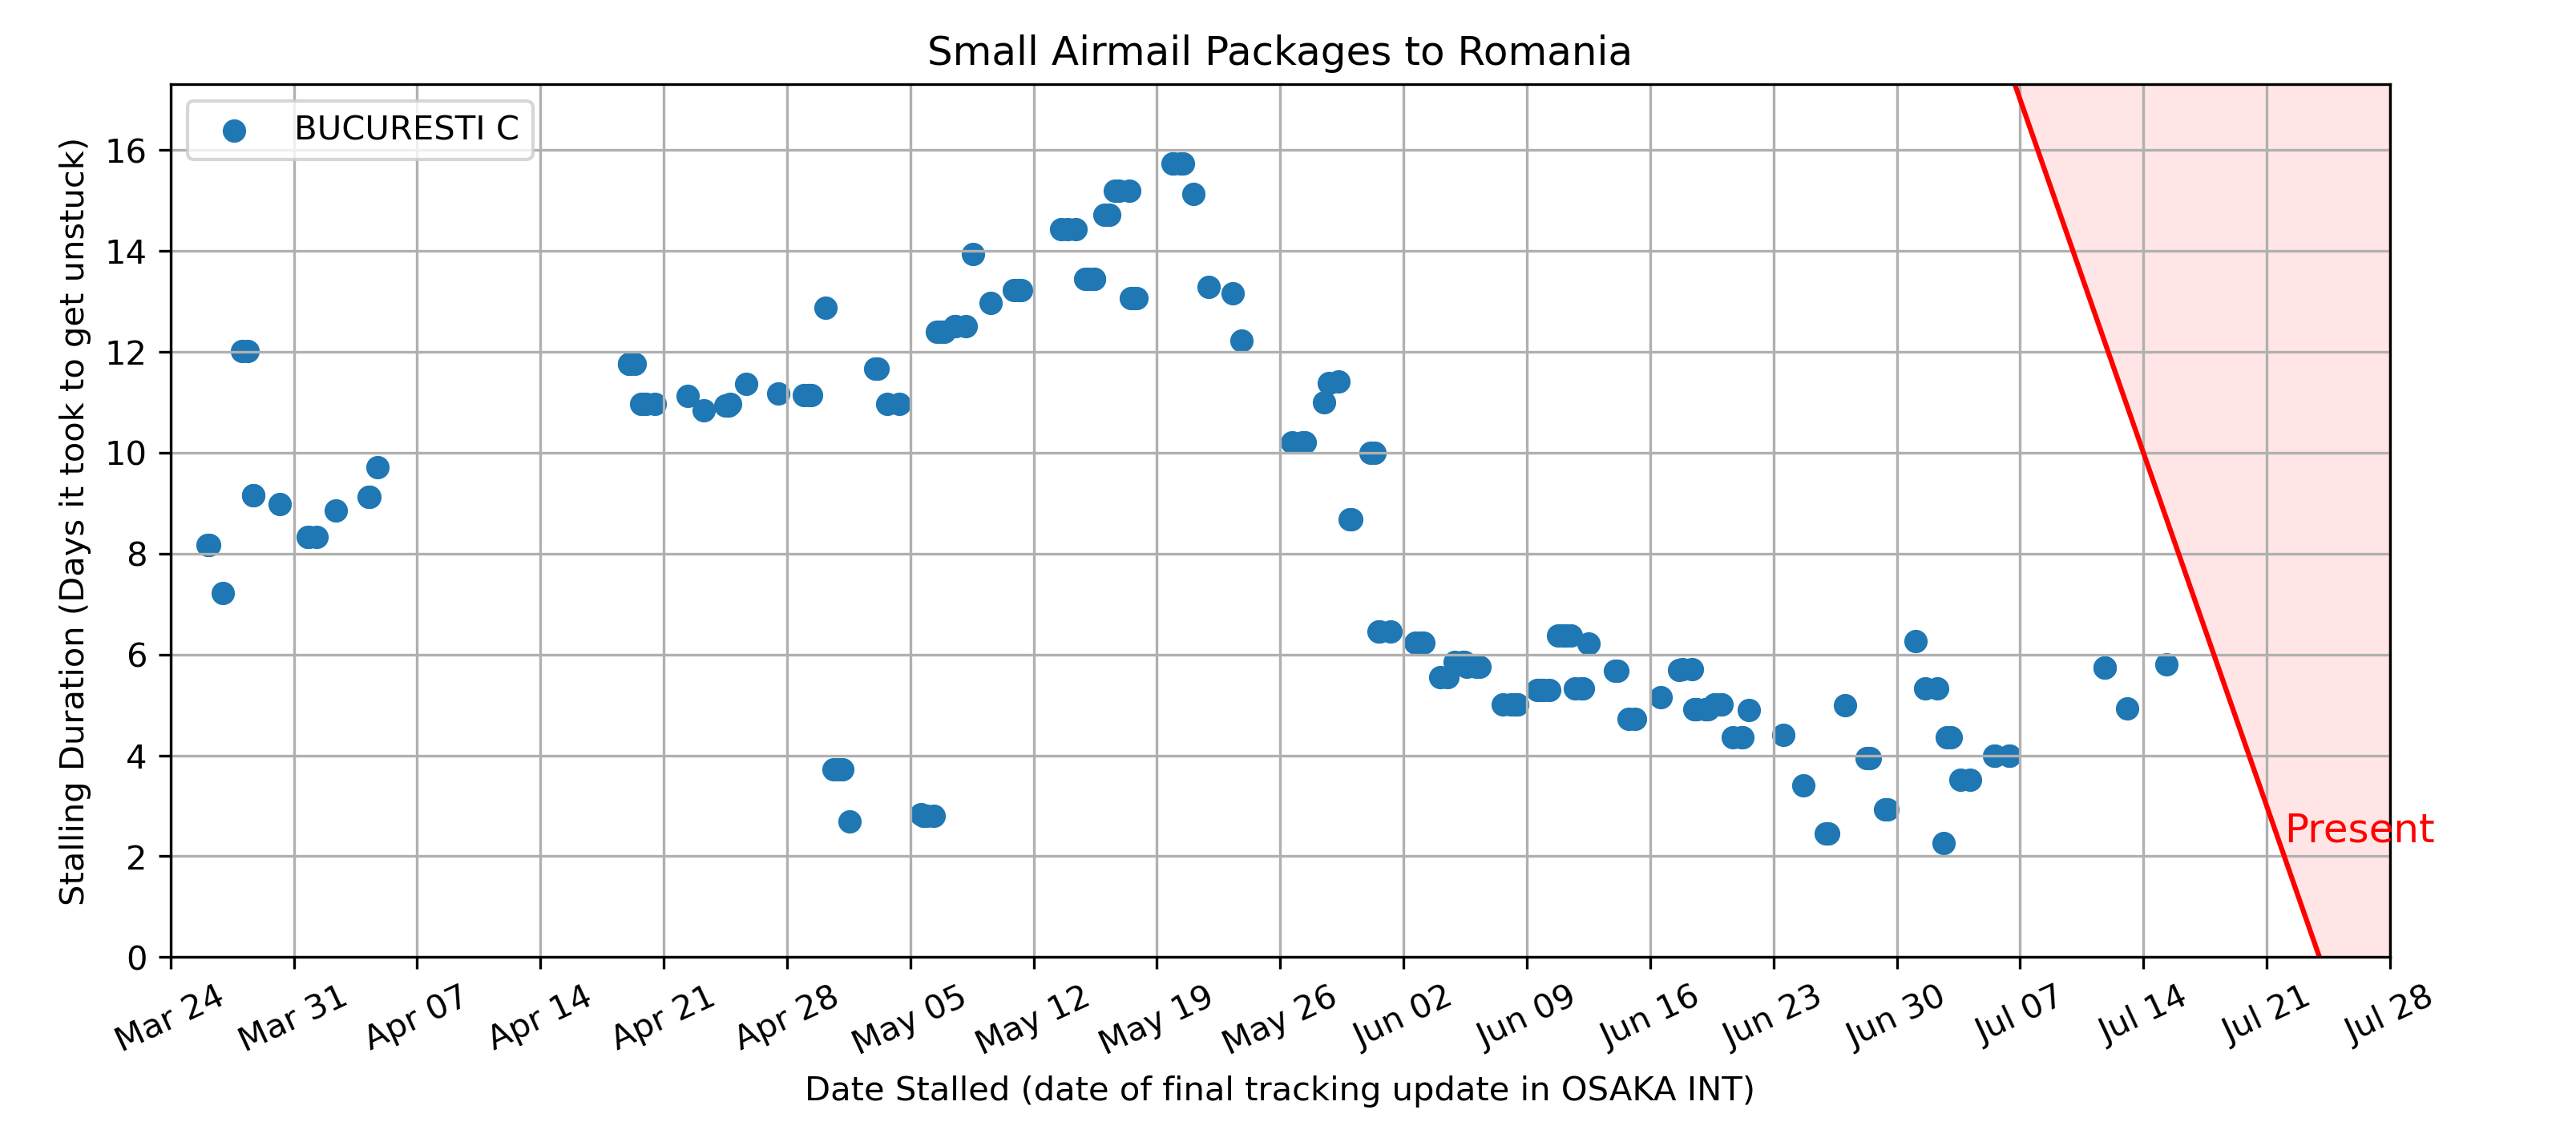 Small Airmail Packages to Romania
BUCURESTI C
Stalling Duration (Days it took to get unstuck)
16
14
12
10
8
6
4
2
0
Present
Mar 24
Mar 31
Apr 07
Apr 14
Apr 21
Apr 28
May 05
May 12
May 19
May 26
Jun 02
Jun 09
Jun 16
Jun 23
Jun 30
Jul 07
Jul 14
Jul 21
Jul 28
Date Stalled (date of final tracking update in OSAKA INT)